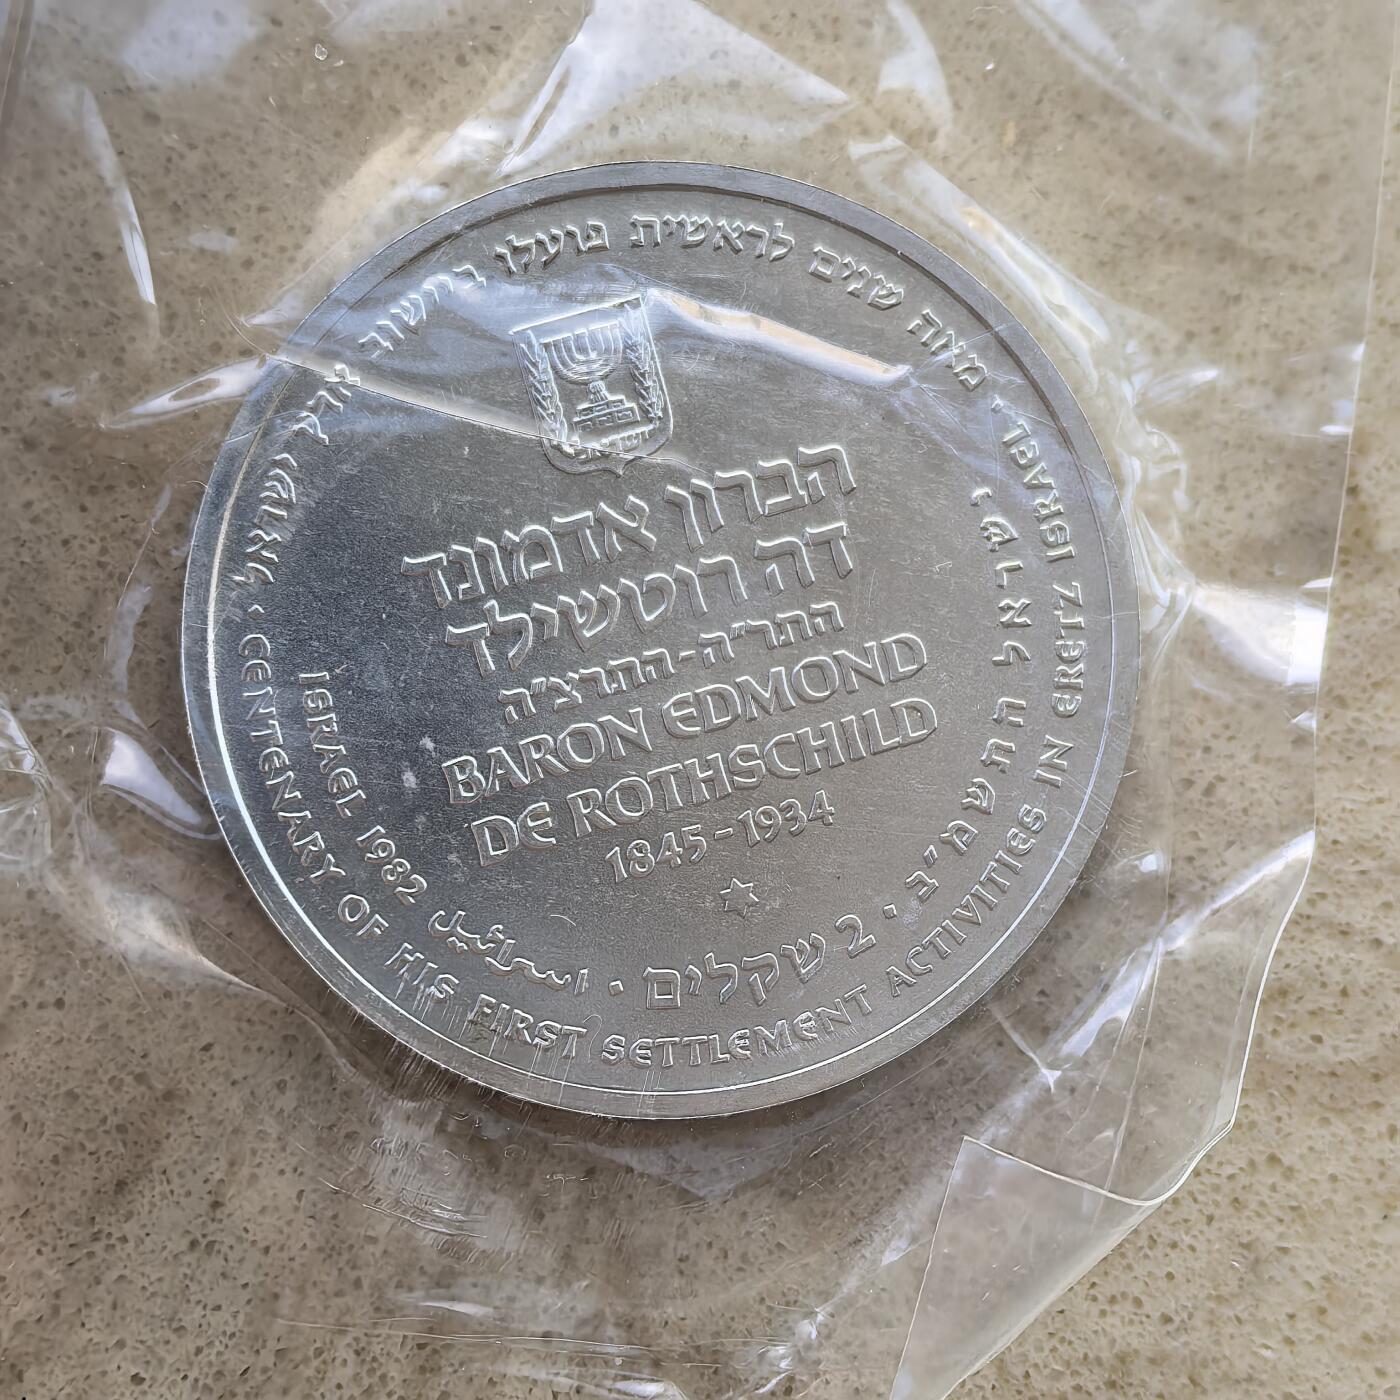 מאה שנים לראשית פועלו ביישוב ארץ ישראל ·
CENTENARY OF HIS FIRST SETTLEMENT ACTIVITIES IN ERETZ ISRAEL ·
ישראל
הברון אדמונד
דה רוטשילד
התר"ה-התרצ"ה
BARON EDMOND
DE ROTHSCHILD
1845-1934
ISRAEL 1982
اسرائيل ·
2 שקלים ·
ישראל התשמ"ב